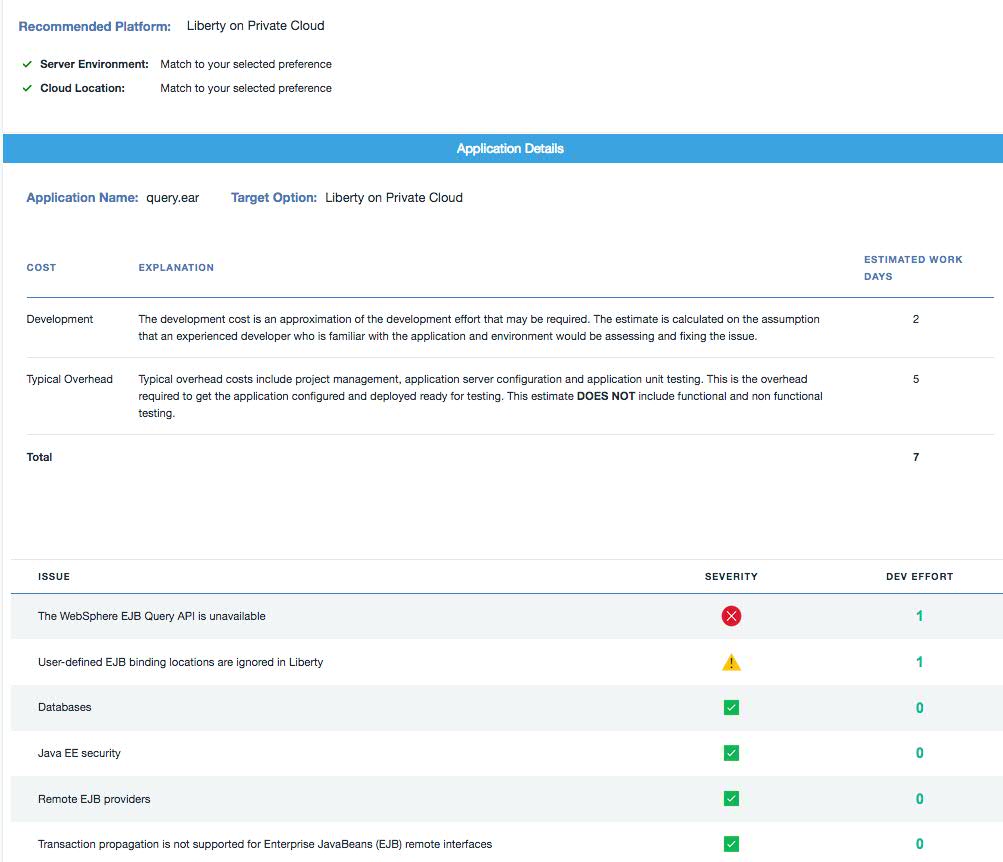 Recommended Platform: Liberty on Private Cloud
Server Environment: Match to your selected preference
Cloud Location: Match to your selected preference
Application Details
Application Name: query.ear Target Option: Liberty on Private Cloud
COST EXPLANATION ESTIMATED WORK DAYS
Development The development cost is an approximation of the development effort that may be required. The estimate is calculated on the assumption 2
that an experienced developer who is familiar with the application and environment would be assessing and fixing the issue.
Typical Overhead Typical overhead costs include project management, application server configuration and application unit testing. This is the overhead 5
required to get the application configured and deployed ready for testing. This estimate DOES NOT include functional and non functional
testing.
Total 7
ISSUE SEVERITY DEV EFFORT
The WebSphere EJB Query API is unavailable 1
User-defined EJB binding locations are ignored in Liberty 1
Databases 0
Java EE security 0
Remote EJB providers 0
Transaction propagation is not supported for Enterprise JavaBeans (EJB) remote interfaces 0